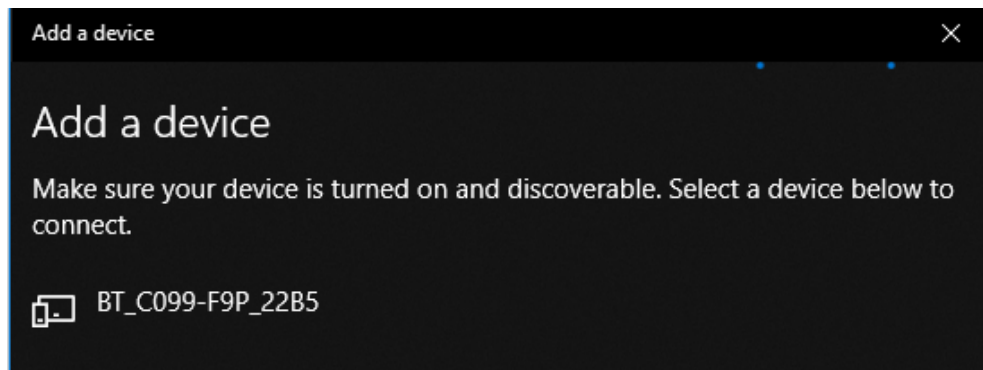 Add a device
Add a device
Make sure your device is turned on and discoverable. Select a device below to
connect.
BT_C099-F9P_22B5